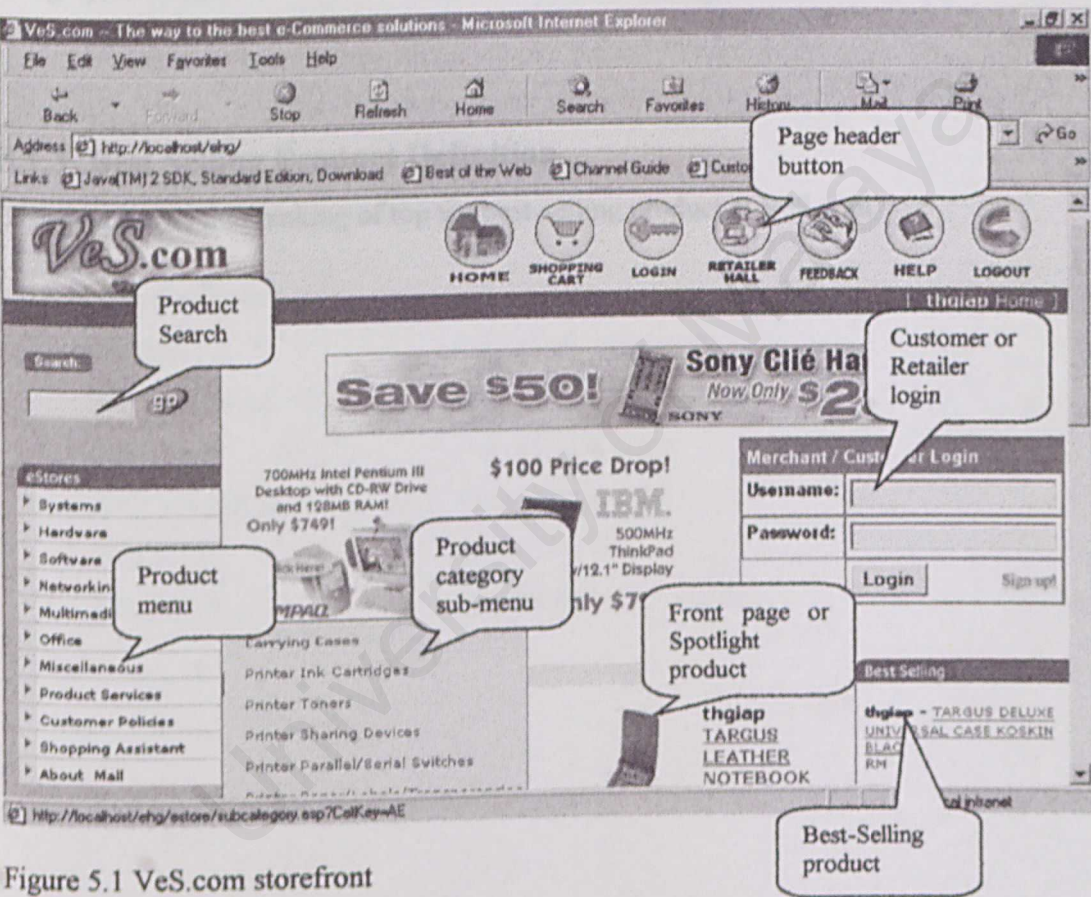 VeS.com - The way to the best e-Commerce solutions - Microsoft Internet Explorer
File Edit View Favorites Tools Help
Back Forward Stop Refresh Home Search Favorites History Mail Print
Address http://localhost/ehg/ Go
Links Java(TM) 2 SDK, Standard Edition, Download Best of the Web Channel Guide
Page header
button
VeS.com
HOME
SHOPPING
CART
LOGIN
RETAILER
HALL
FEEDBACK
HELP
LOGOUT
[ thgiap Home ]
Product
Search
Customer or
Retailer
login
Search
go
Save $50!
Sony Clié
Now Only
SONY
eStores
Systems
Hardware
Software
Office
Miscellaneous
Product Services
Customer Policies
Shopping Assistant
About Mall
Product
menu
700MHz Intel Pentium III
Desktop with CD-RW Drive
and 128MB RAM!
Only $749!
Product
category
sub-menu
$100 Price Drop!
IBM.
500MHz
ThinkPad
12.1" Display
Carrying Cases
Printer Ink Cartridges
Printer Toners
Printer Sharing Devices
Printer Parallel/Serial Switches
Merchant / Customer Login
Username:
Password:
Login Sign up!
Front page or
Spotlight
product
thgiap
TARGUS
LEATHER
NOTEBOOK
Best Selling
thgiap - TARGUS DELUXE
UNIVERSAL CASE KOSKIN
RM
http://localhost/ehg/estore/subcategory.asp?CalKey=AE
Best-Selling
product
Figure 5.1 VeS.com storefront
University of Malaya